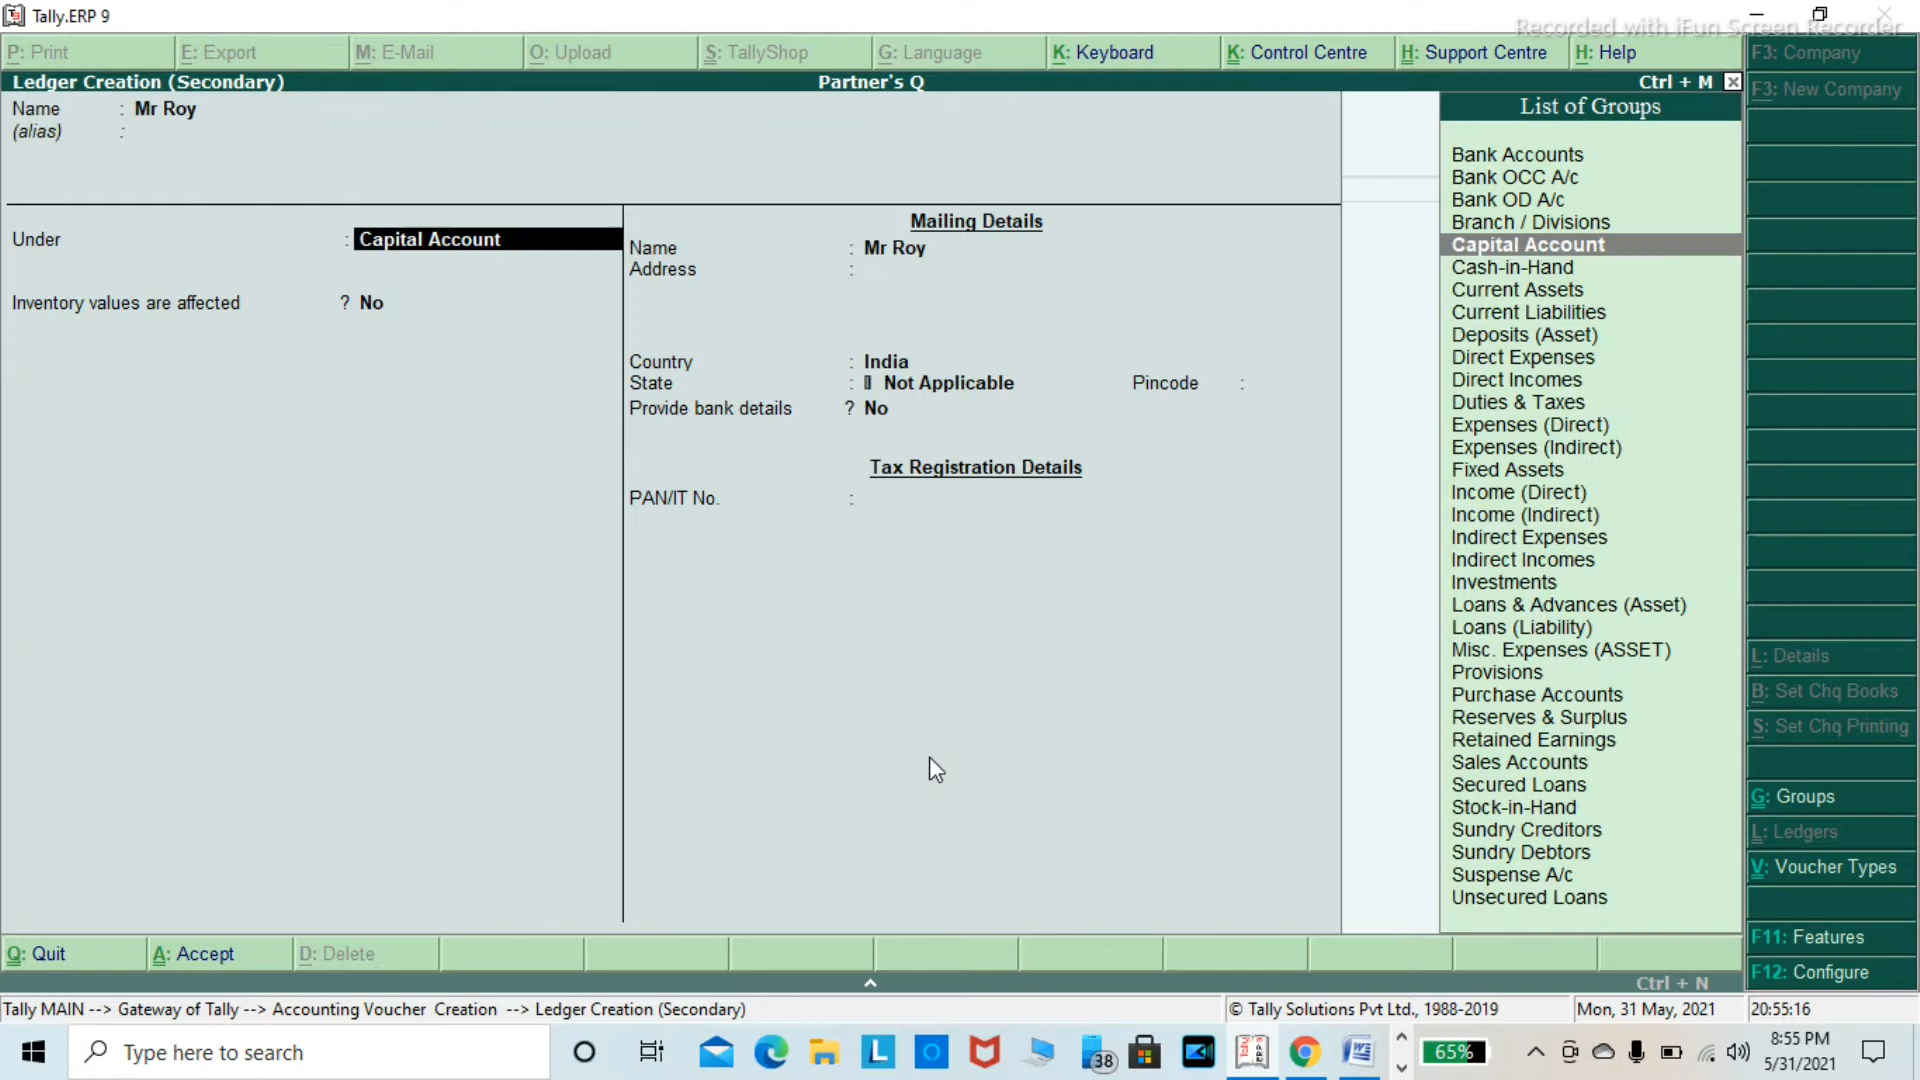 Tally.ERP 9
Recorded with iFun Screen Recorder
P: Print E: Export M: E-Mail O: Upload S: TallyShop G: Language K: Keyboard K: Control Centre H: Support Centre H: Help
Ledger Creation (Secondary) Partner's Q Ctrl + M
Name : Mr Roy
(alias) :
Under : Capital Account
Inventory values are affected ? No
Mailing Details
Name : Mr Roy
Address :
Country : India
State : Not Applicable Pincode :
Provide bank details ? No
Tax Registration Details
PAN/IT No. :
List of Groups
Bank Accounts
Bank OCC A/c
Bank OD A/c
Branch / Divisions
Capital Account
Cash-in-Hand
Current Assets
Current Liabilities
Deposits (Asset)
Direct Expenses
Direct Incomes
Duties & Taxes
Expenses (Direct)
Expenses (Indirect)
Fixed Assets
Income (Direct)
Income (Indirect)
Indirect Expenses
Indirect Incomes
Investments
Loans & Advances (Asset)
Loans (Liability)
Misc. Expenses (ASSET)
Provisions
Purchase Accounts
Reserves & Surplus
Retained Earnings
Sales Accounts
Secured Loans
Stock-in-Hand
Sundry Creditors
Sundry Debtors
Suspense A/c
Unsecured Loans
F3: Company
F3: New Company
L: Details
B: Set Chq Books
S: Set Chq Printing
G: Groups
L: Ledgers
V: Voucher Types
F11: Features
F12: Configure
Q: Quit A: Accept D: Delete
Ctrl + N
Tally MAIN --> Gateway of Tally --> Accounting Voucher Creation --> Ledger Creation (Secondary) © Tally Solutions Pvt Ltd., 1988-2019 Mon, 31 May, 2021 20:55:16
Type here to search 38 65% 8:55 PM
5/31/2021